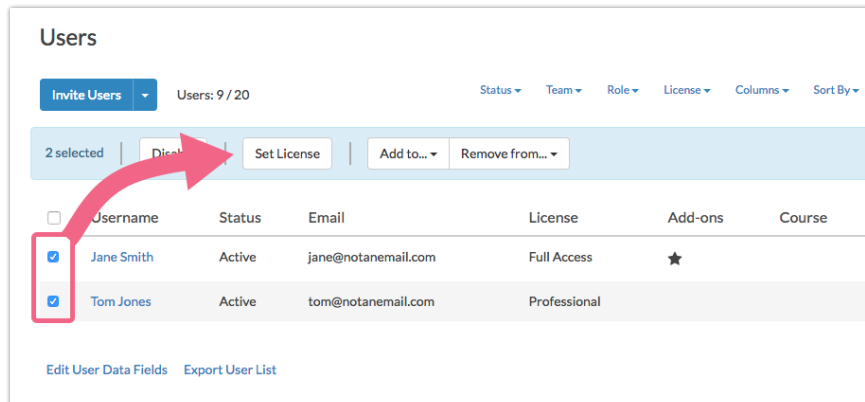 Users
Invite Users Users: 9 / 20 Status Team Role License Columns Sort By
2 selected Set License Add to... Remove from...
Username Status Email License Add-ons Course
Jane Smith Active jane@notanemail.com Full Access
Tom Jones Active tom@notanemail.com Professional
Edit User Data Fields Export User List